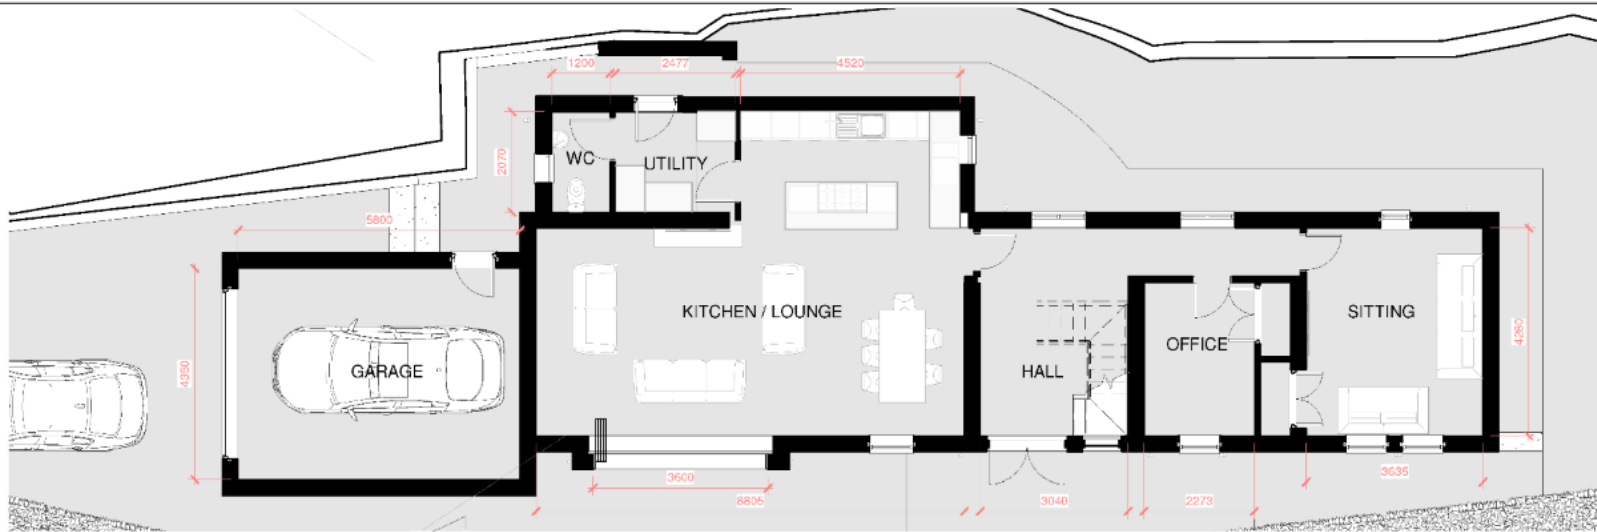 1200
2477
4520
2070
WC
UTILITY
5800
KITCHEN / LOUNGE
SITTING
4260
OFFICE
4350
GARAGE
HALL
3600
8805
3040
2273
3635